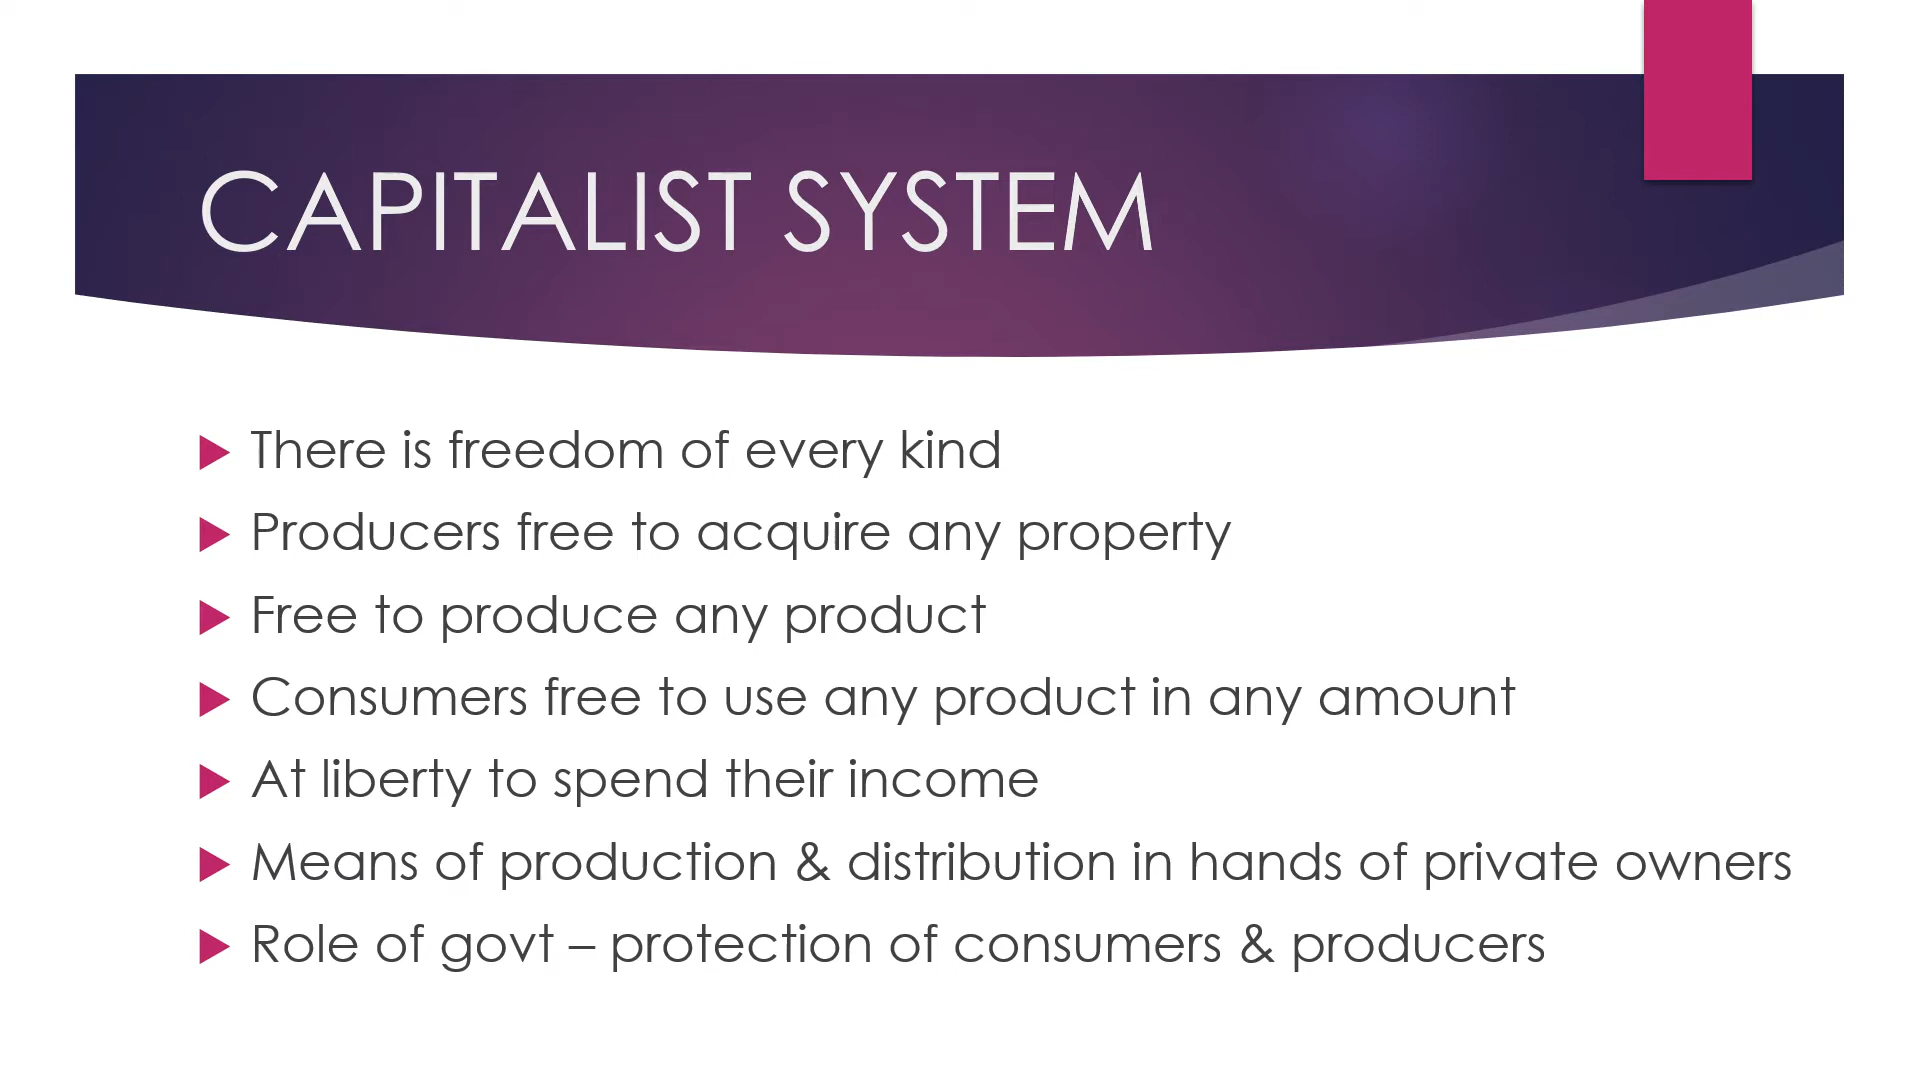 CAPITALIST SYSTEM
There is freedom of every kind
Producers free to acquire any property
Free to produce any product
Consumers free to use any product in any amount
At liberty to spend their income
Means of production & distribution in hands of private owners
Role of govt – protection of consumers & producers